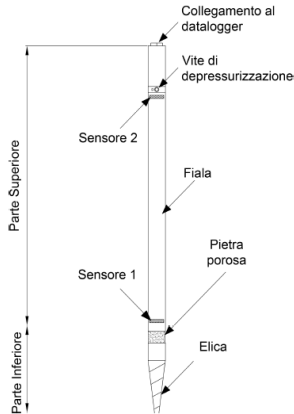 Collegamento al
datalogger
Vite di
depressurizzazione
Sensore 2
Parte Superiore
Fiala
Pietra
porosa
Sensore 1
Parte Inferiore
Elica